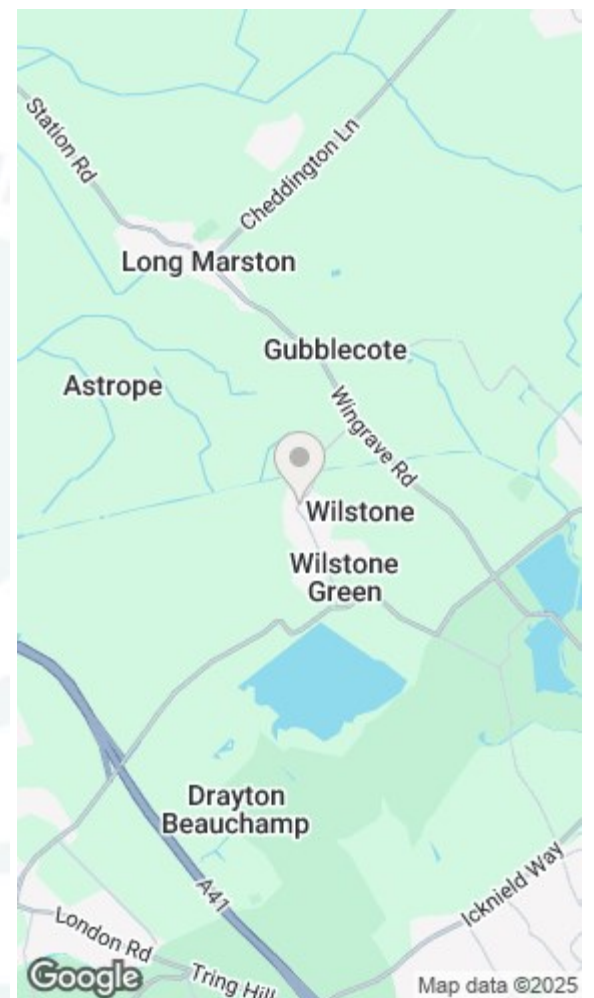 Station Rd
Cheddington Ln
Long Marston
Gubblecote
Astrope
Wingrave Rd
Wilstone
Wilstone
Green
Drayton
Beauchamp
A41
Icknield Way
London Rd
Tring Hill
Google
Map data ©2025